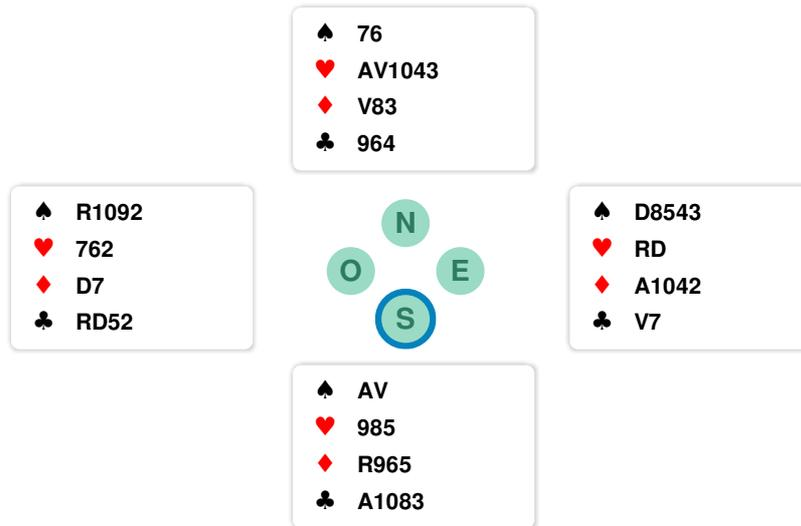 ♠ 76
♥ AV1043
♦ V83
♣ 964
♠ R1092
♥ 762
♦ D7
♣ RD52
N
O E
S
♠ D8543
♥ RD
♦ A1042
♣ V7
♠ AV
♥ 985
♦ R965
♣ A1083